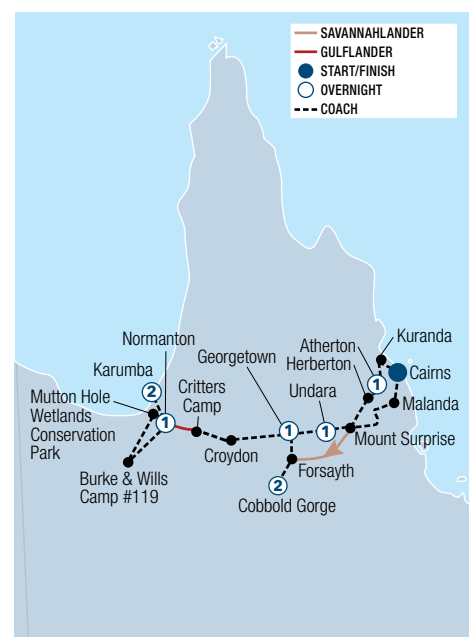 SAVANNAHLANDER
GULFLANDER
START/FINISH
OVERNIGHT
COACH
Kuranda
Normanton
Atherton
Georgetown
Herberton
Karumba
Cairns
2
Critters
Camp
Undara
1
Malanda
Mutton Hole
Wetlands
Conservation
Park
1
1
1
Mount Surprise
Croydon
Burke & Wills
Camp #119
Forsayth
2
Cobbold Gorge